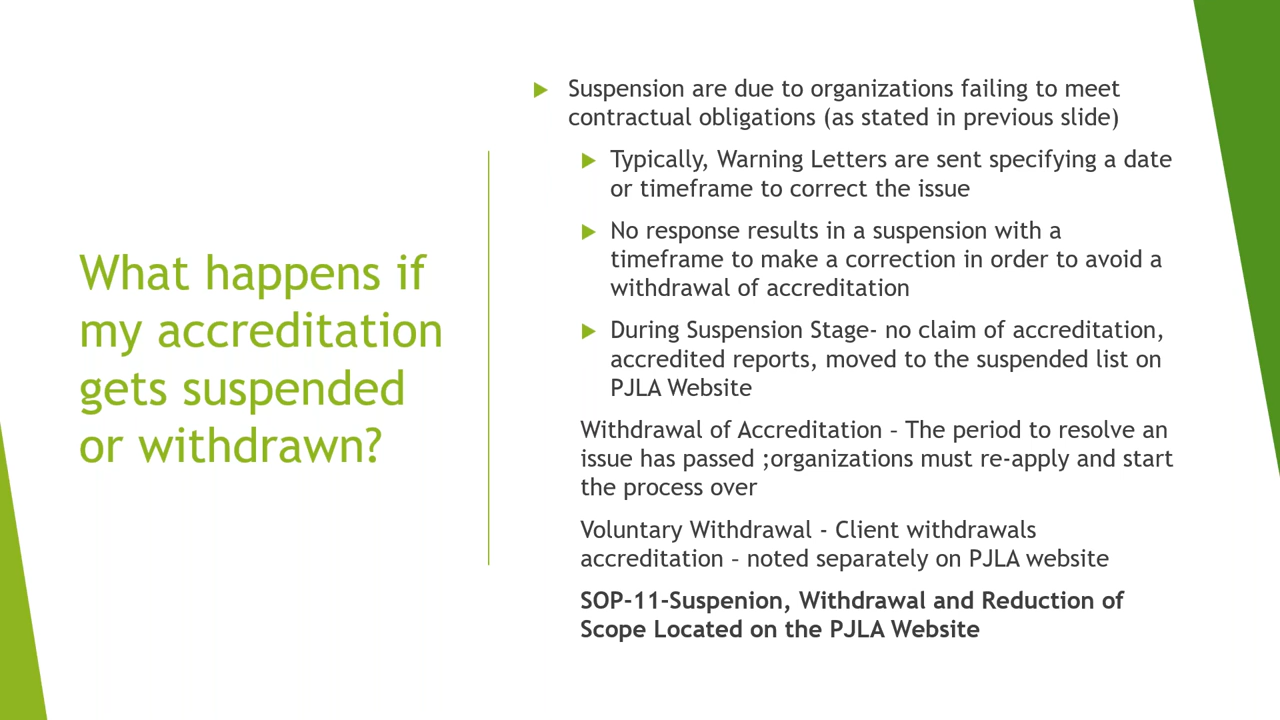 What happens if
my accreditation
gets suspended
or withdrawn?
Suspension are due to organizations failing to meet
contractual obligations (as stated in previous slide)
Typically, Warning Letters are sent specifying a date
or timeframe to correct the issue
No response results in a suspension with a
timeframe to make a correction in order to avoid a
withdrawal of accreditation
During Suspension Stage- no claim of accreditation,
accredited reports, moved to the suspended list on
PJLA Website
Withdrawal of Accreditation – The period to resolve an
issue has passed ;organizations must re-apply and start
the process over
Voluntary Withdrawal - Client withdrawals
accreditation – noted separately on PJLA website
SOP-11-Suspenion, Withdrawal and Reduction of
Scope Located on the PJLA Website